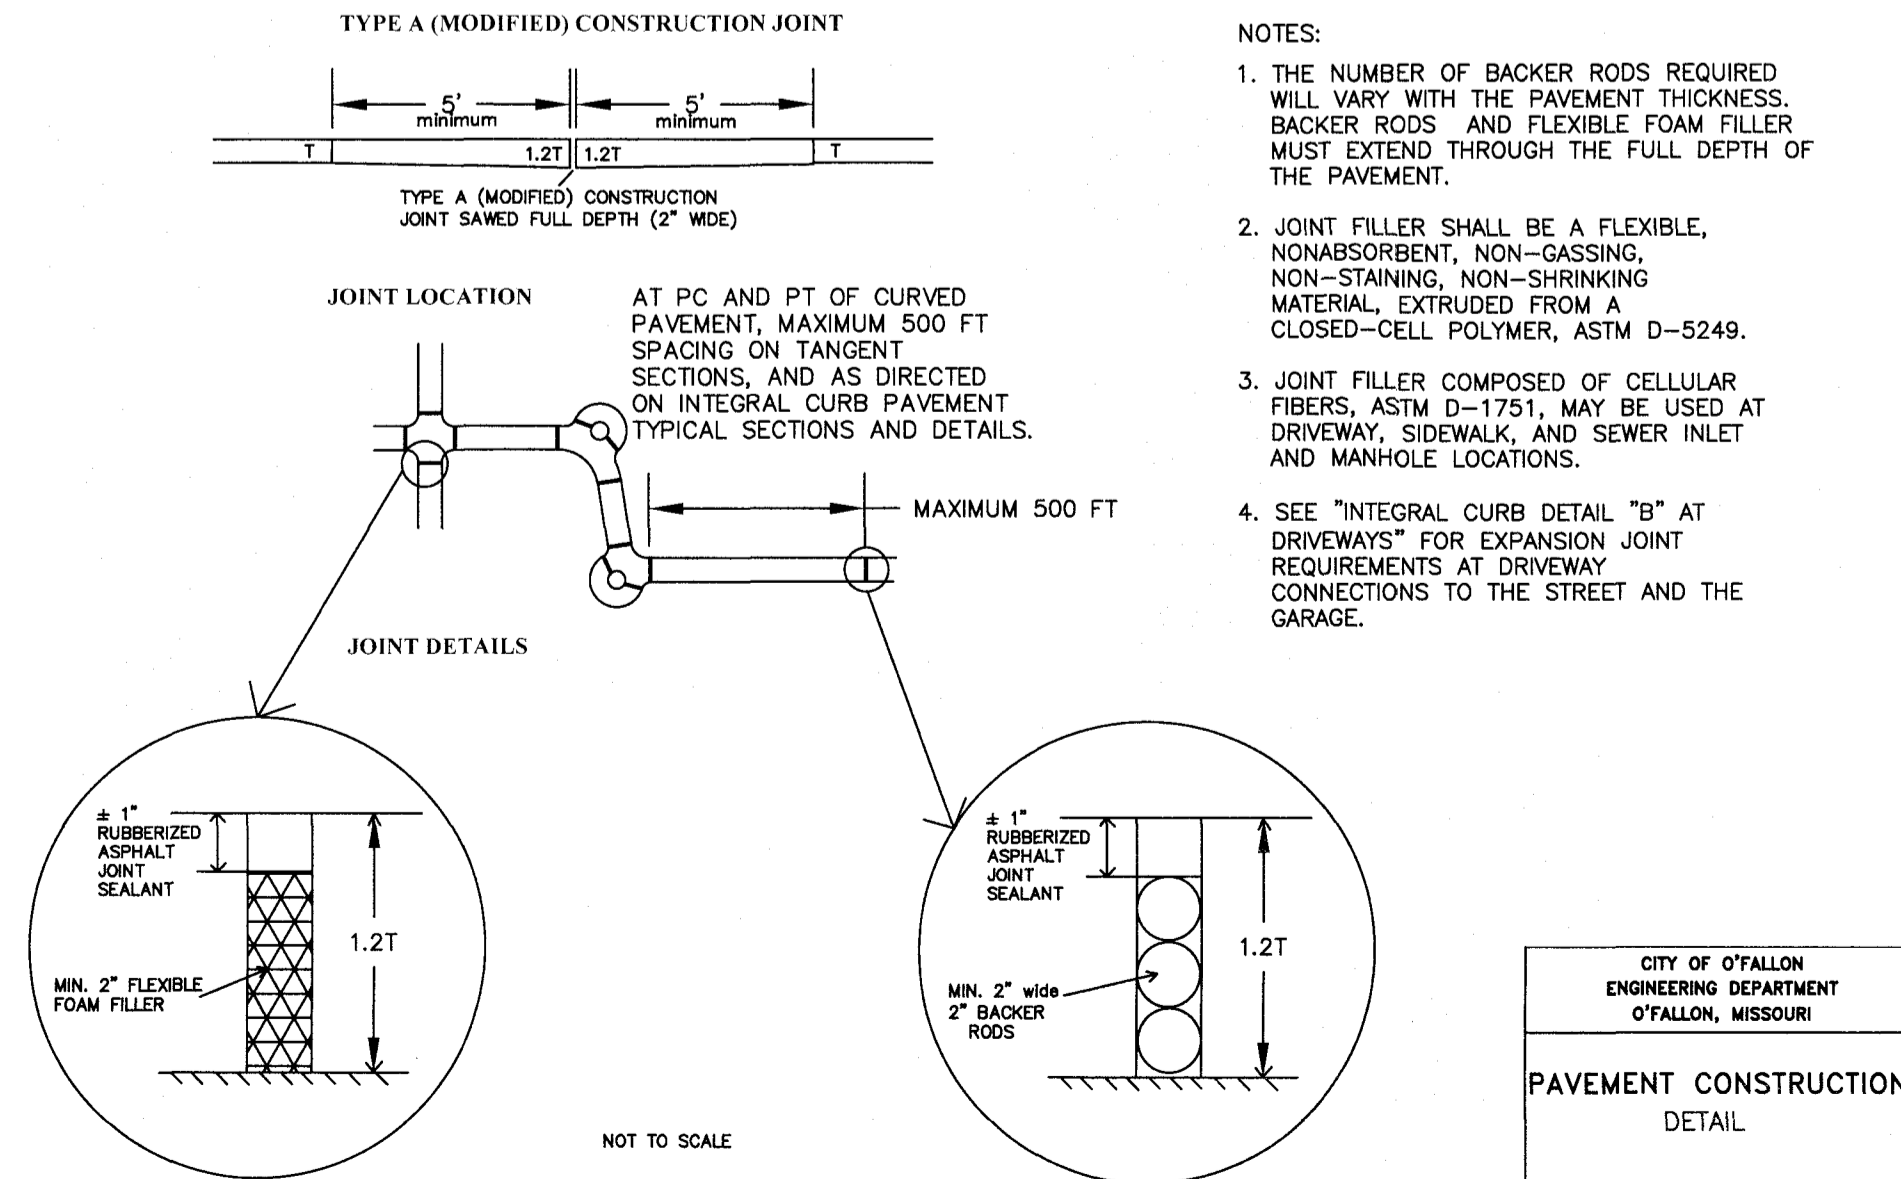 TYPE A (MODIFIED) CONSTRUCTION JOINT
5'
minimum
5'
minimum
T
1.2T
1.2T
T
TYPE A (MODIFIED) CONSTRUCTION
JOINT SAWED FULL DEPTH (2" WIDE)
JOINT LOCATION
AT PC AND PT OF CURVED
PAVEMENT, MAXIMUM 500 FT
SPACING ON TANGENT
SECTIONS, AND AS DIRECTED
ON INTEGRAL CURB PAVEMENT
TYPICAL SECTIONS AND DETAILS.
MAXIMUM 500 FT
JOINT DETAILS
± 1"
RUBBERIZED
ASPHALT
JOINT
SEALANT
1.2T
MIN. 2" FLEXIBLE
FOAM FILLER
± 1"
RUBBERIZED
ASPHALT
JOINT
SEALANT
1.2T
MIN. 2" wide
2" BACKER
RODS
NOT TO SCALE
NOTES:
1. THE NUMBER OF BACKER RODS REQUIRED
WILL VARY WITH THE PAVEMENT THICKNESS.
BACKER RODS AND FLEXIBLE FOAM FILLER
MUST EXTEND THROUGH THE FULL DEPTH OF
THE PAVEMENT.
2. JOINT FILLER SHALL BE A FLEXIBLE,
NONABSORBENT, NON-GASSING,
NON-STAINING, NON-SHRINKING
MATERIAL, EXTRUDED FROM A
CLOSED-CELL POLYMER, ASTM D-5249.
3. JOINT FILLER COMPOSED OF CELLULAR
FIBERS, ASTM D-1751, MAY BE USED AT
DRIVEWAY, SIDEWALK, AND SEWER INLET
AND MANHOLE LOCATIONS.
4. SEE "INTEGRAL CURB DETAIL "B" AT
DRIVEWAYS" FOR EXPANSION JOINT
REQUIREMENTS AT DRIVEWAY
CONNECTIONS TO THE STREET AND THE
GARAGE.
CITY OF O'FALLON
ENGINEERING DEPARTMENT
O'FALLON, MISSOURI
PAVEMENT CONSTRUCTION
DETAIL